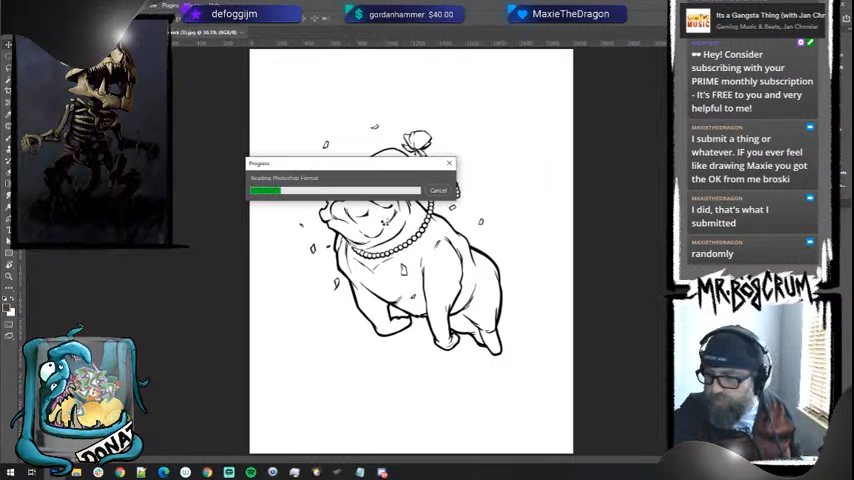 defoggijm
gordanhammer: $40.00
MaxieTheDragon
Its a Gangsta Thing (with Jan Chm
Gaming Music & Beats, Jan Chmelar
Hey! Consider
subscribing with your
PRIME monthly subscription
- It's FREE to you and very
helpful to me!
MAXIETHEDRAGON
I submit a thing or
whatever. IF you ever feel
like drawing Maxie you got
the OK from me broski
MAXIETHEDRAGON
I did, that's what I
submitted
MAXIETHEDRAGON
randomly
Progress
Reading Photoshop Format
Cancel
MR.BOGCRUM
DONAT